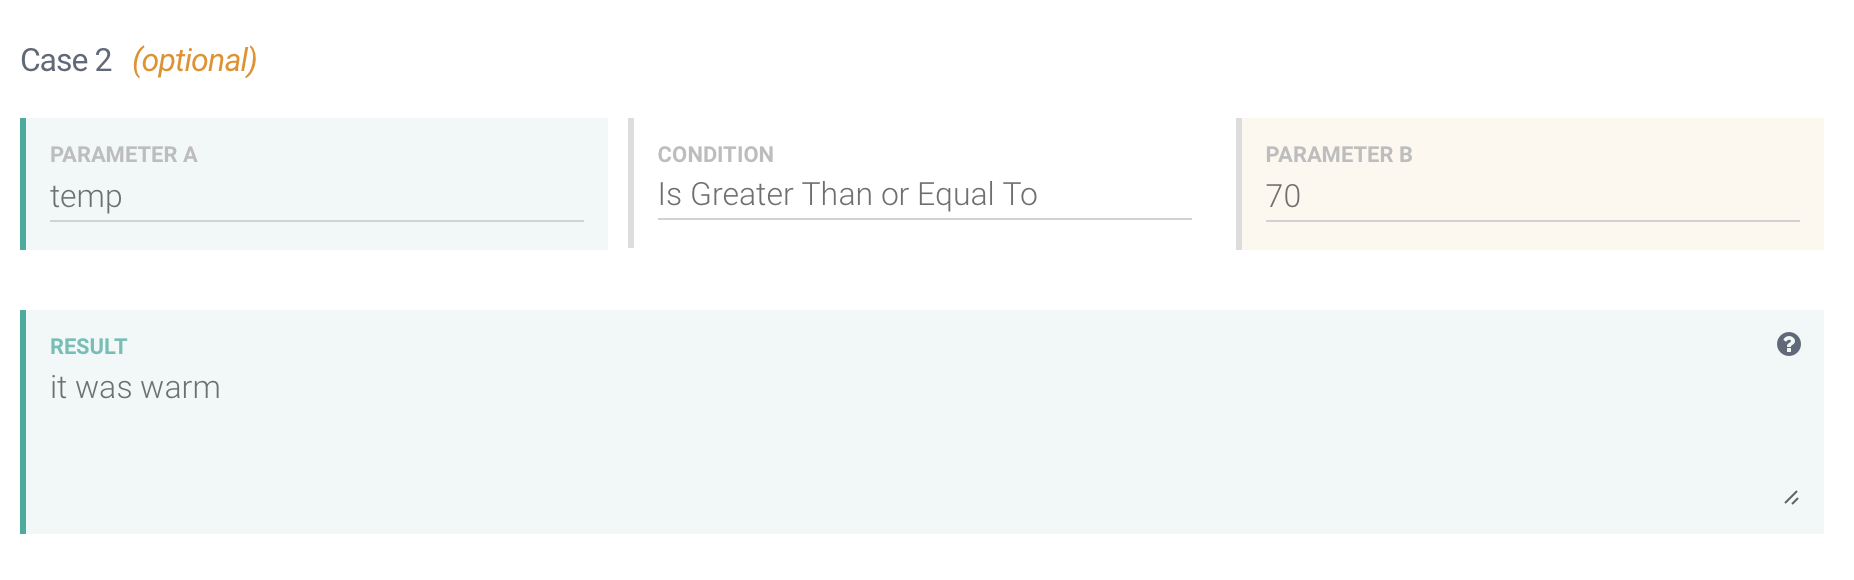 Case 2 (optional)
PARAMETER A CONDITION PARAMETER B
temp Is Greater Than or Equal To 70
RESULT
it was warm